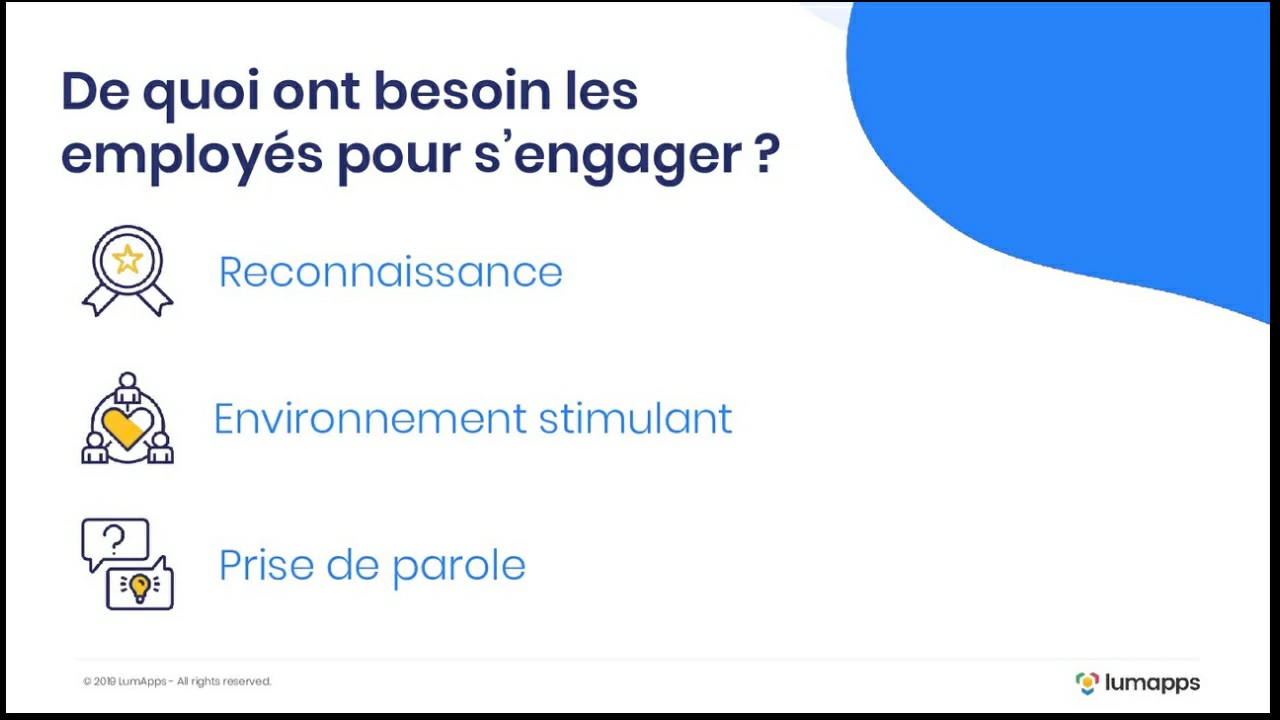 De quoi ont besoin les
employés pour s’engager ?
Reconnaissance
Environnement stimulant
?
Prise de parole
© 2019 LumApps - All rights reserved.
lumapps